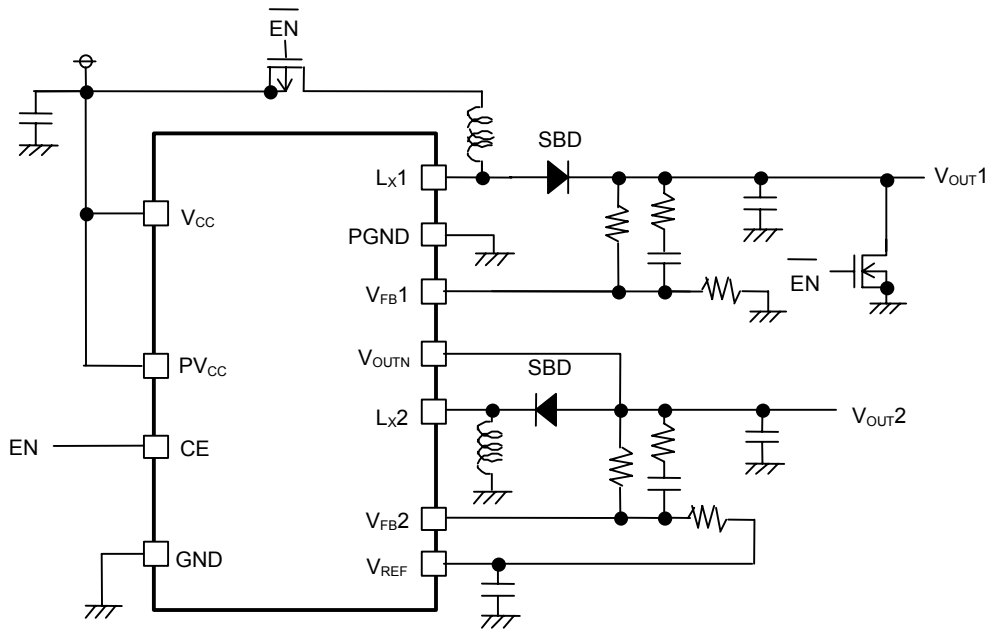 EN
SBD
LX1
VOUT1
VCC
PGND
EN
VFB1
VOUTN
SBD
PVCC
LX2
VOUT2
EN
CE
VFB2
GND
VREF